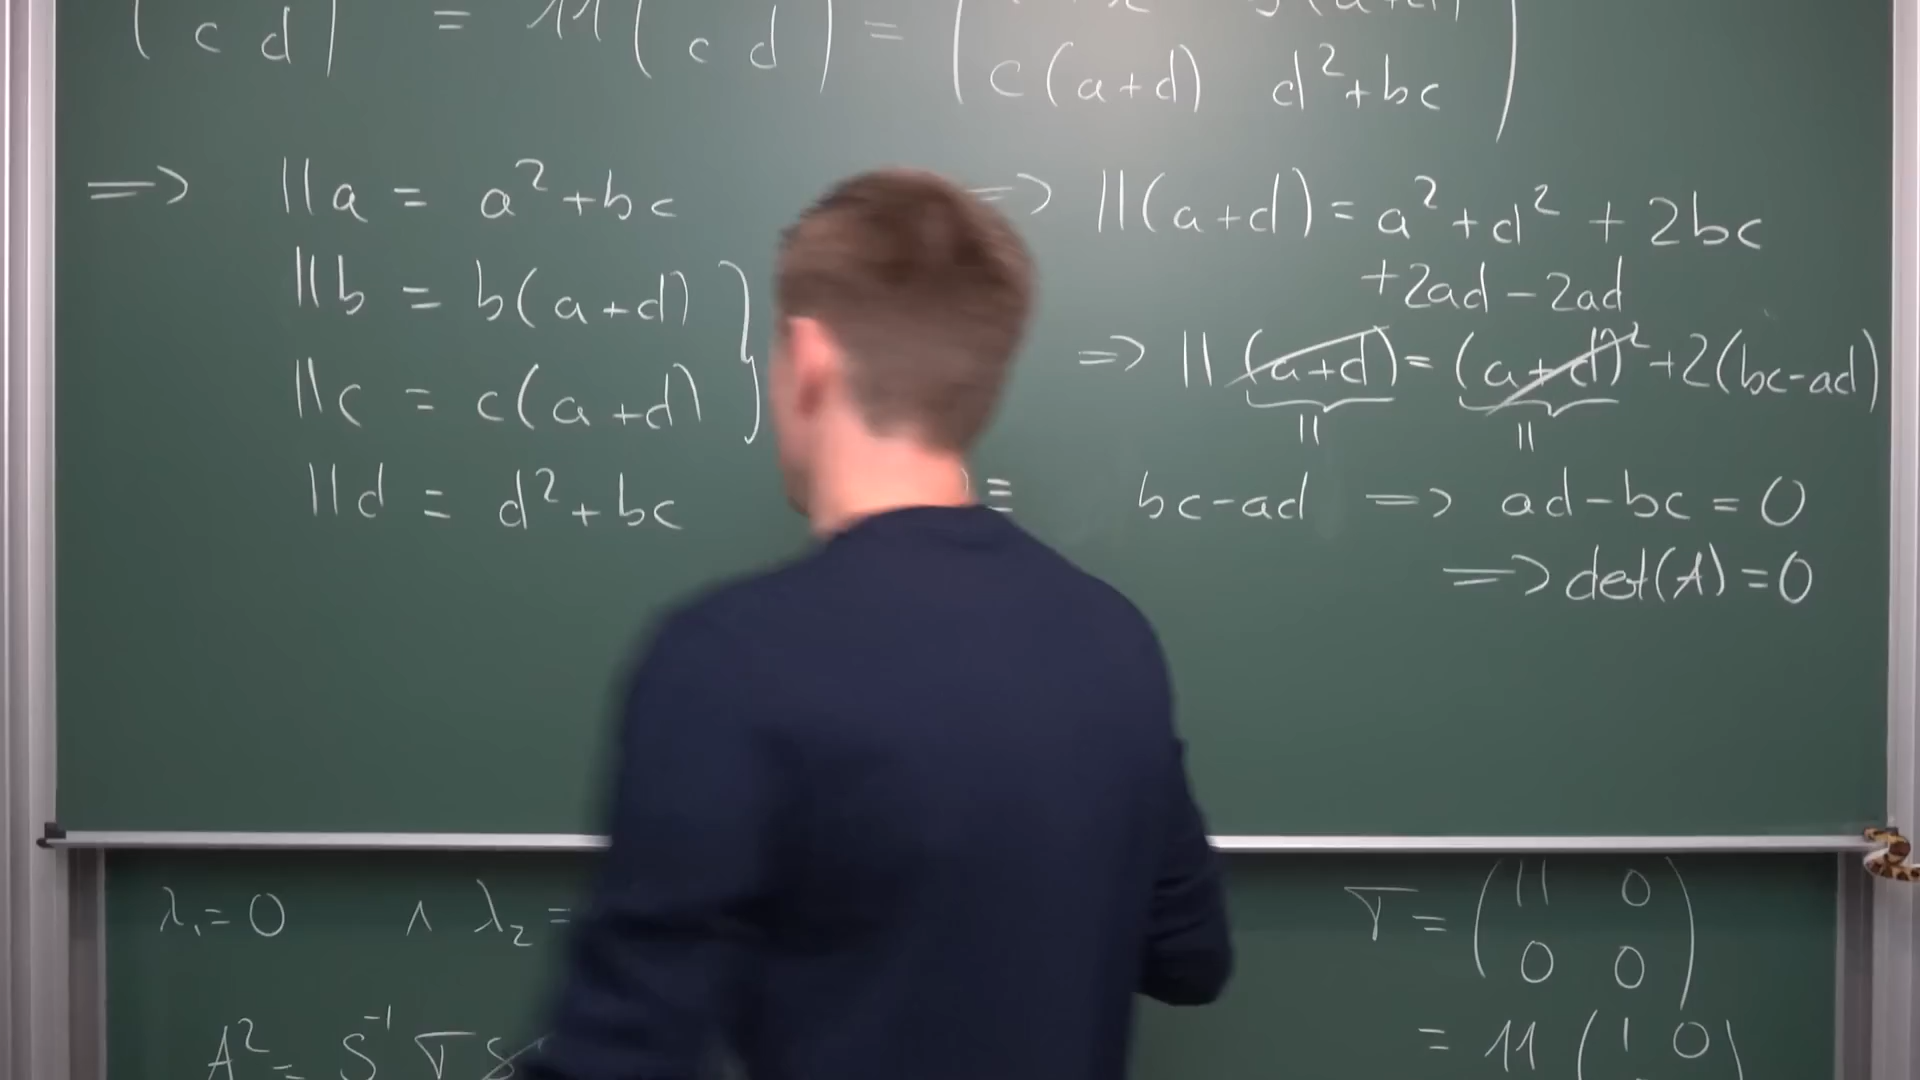 ( c d ) = 11 ( c d ) = ( c(a+d) d²+bc )
=> 11a = a²+bc => 11(a+d) = a²+d² + 2bc
11b = b(a+d) } +2ad - 2ad
11c = c(a+d) => 11(a+d) = (a+d)² +2(bc-ad)
11 11
11d = d²+bc = bc-ad => ad-bc = 0
=> det(A) = 0
λ₁=0 ∧ λ₂= T = ( 11 0
0 0 )
A² = S⁻¹ T S = 11 ( 1 0 )